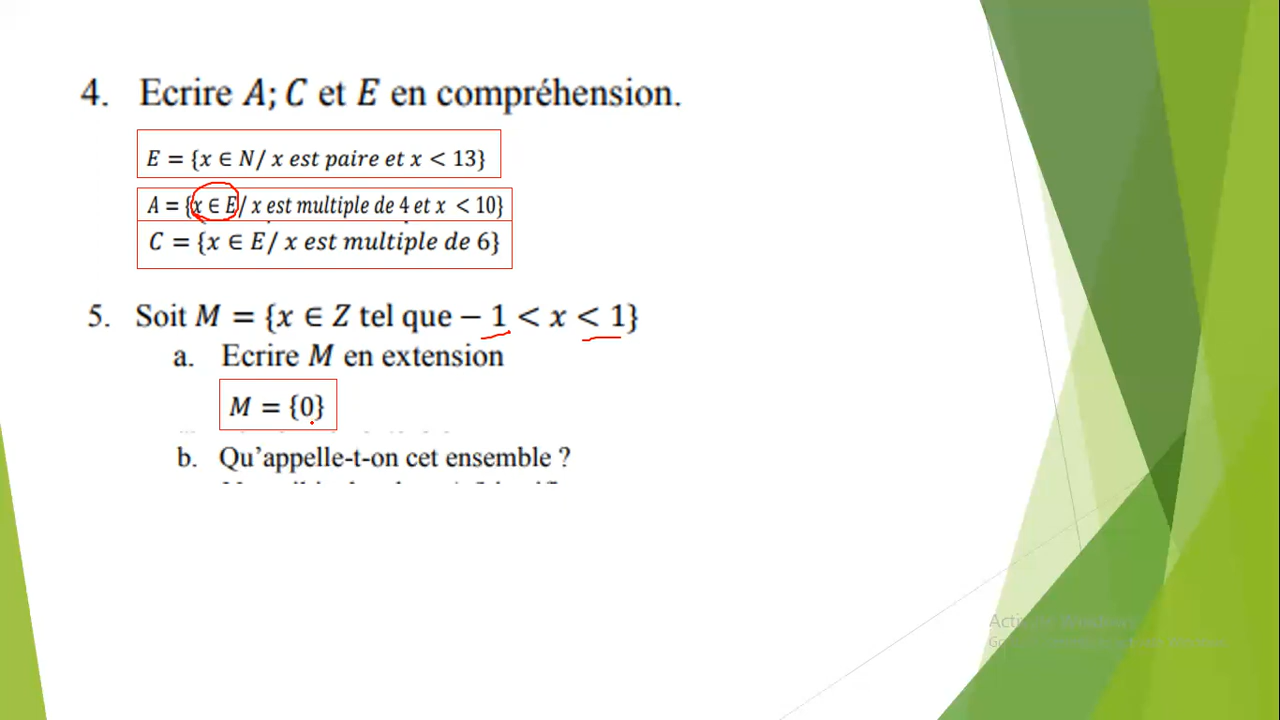 4. Ecrire A; C et E en compréhension.
E = {x ∈ N/ x est paire et x < 13}
A = {x ∈ E/ x est multiple de 4 et x < 10}
C = {x ∈ E/ x est multiple de 6}
5. Soit M = {x ∈ Z tel que − 1 < x < 1}
a. Ecrire M en extension
M = {0}
b. Qu'appelle-t-on cet ensemble ?